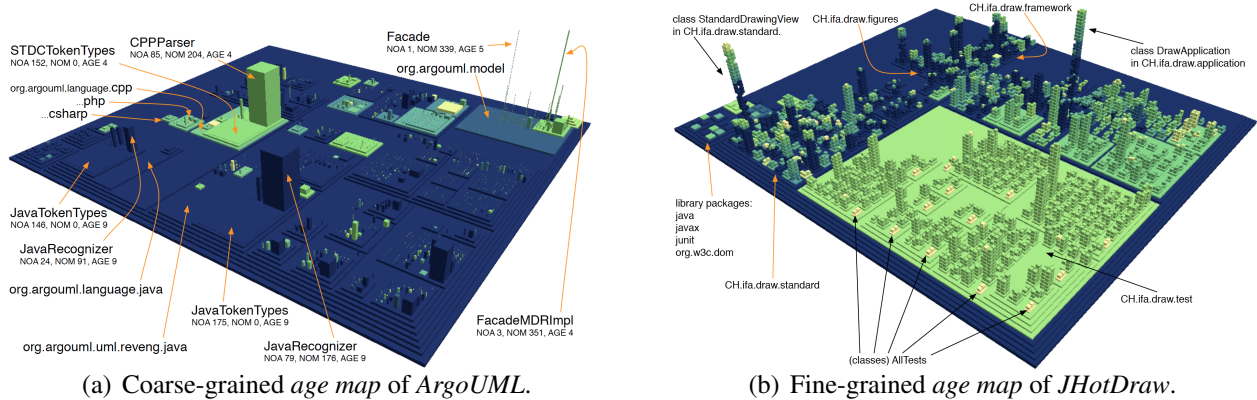 CPPParser
NOA 85, NOM 204, AGE 4
STDCTokenTypes
NOA 152, NOM 0, AGE 4
org.argouml.language.cpp
...php
...csharp
Facade
NOA 1, NOM 339, AGE 5
org.argouml.model
JavaTokenTypes
NOA 146, NOM 0, AGE 9
JavaRecognizer
NOA 24, NOM 91, AGE 9
org.argouml.language.java
JavaTokenTypes
NOA 175, NOM 0, AGE 9
org.argouml.uml.reveng.java
JavaRecognizer
NOA 79, NOM 176, AGE 9
FacadeMDRImpl
NOA 3, NOM 351, AGE 4
(a) Coarse-grained age map of ArgoUML.
class StandardDrawingView
in CH.ifa.draw.standard.
CH.ifa.draw.figures
CH.ifa.draw.framework
class DrawApplication
in CH.ifa.draw.application
library packages:
java
javax
junit
org.w3c.dom
CH.ifa.draw.standard
CH.ifa.draw.test
(classes) AllTests
(b) Fine-grained age map of JHotDraw.